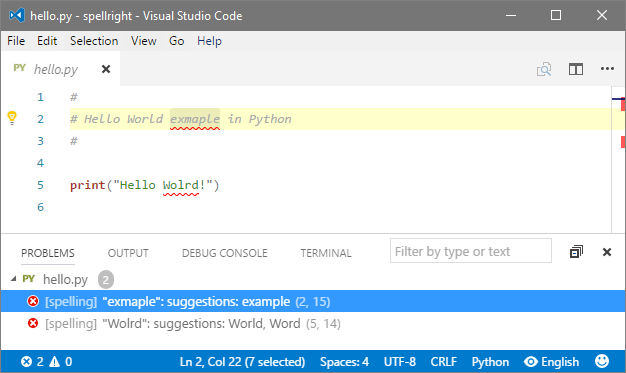 hello.py - spellright - Visual Studio Code
File Edit Selection View Go Help
PY hello.py
1 #
2 # Hello World exmaple in Python
3 #
4
5 print("Hello Wolrd!")
6
PROBLEMS OUTPUT DEBUG CONSOLE TERMINAL Filter by type or text
PY hello.py 2
[spelling] "exmaple": suggestions: example (2, 15)
[spelling] "Wolrd": suggestions: World, Word (5, 14)
2 0 Ln 2, Col 22 (7 selected) Spaces: 4 UTF-8 CRLF Python English